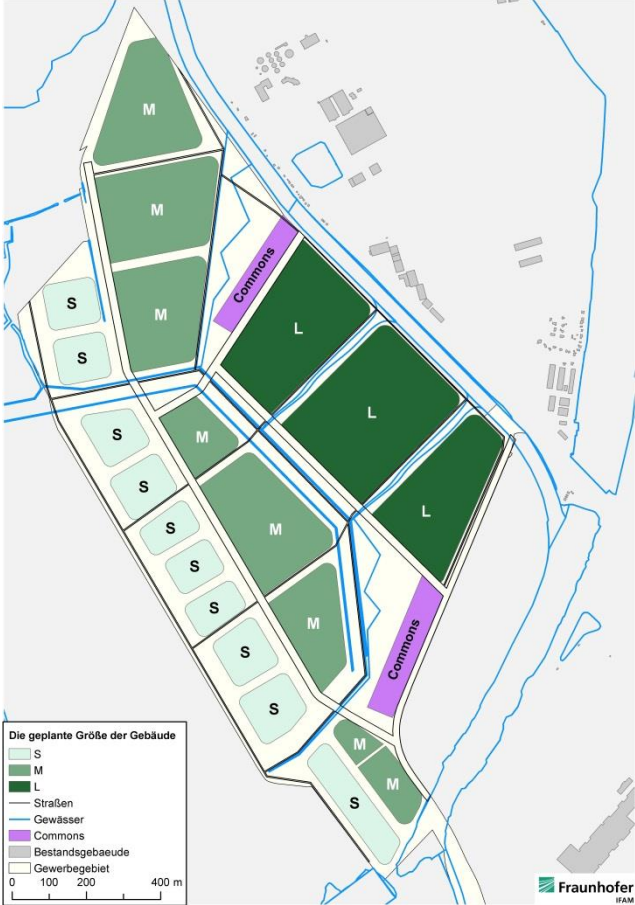 M
M
Commons
M
S
L
S
L
M
S
S
L
S
M
S
S
M
S
Commons
S
M
M
S
Die geplante Größe der Gebäude
S
M
L
Straßen
Gewässer
Commons
Bestandsgebaeude
Gewerbegebiet
0 100 200 400 m
Fraunhofer
IFAM